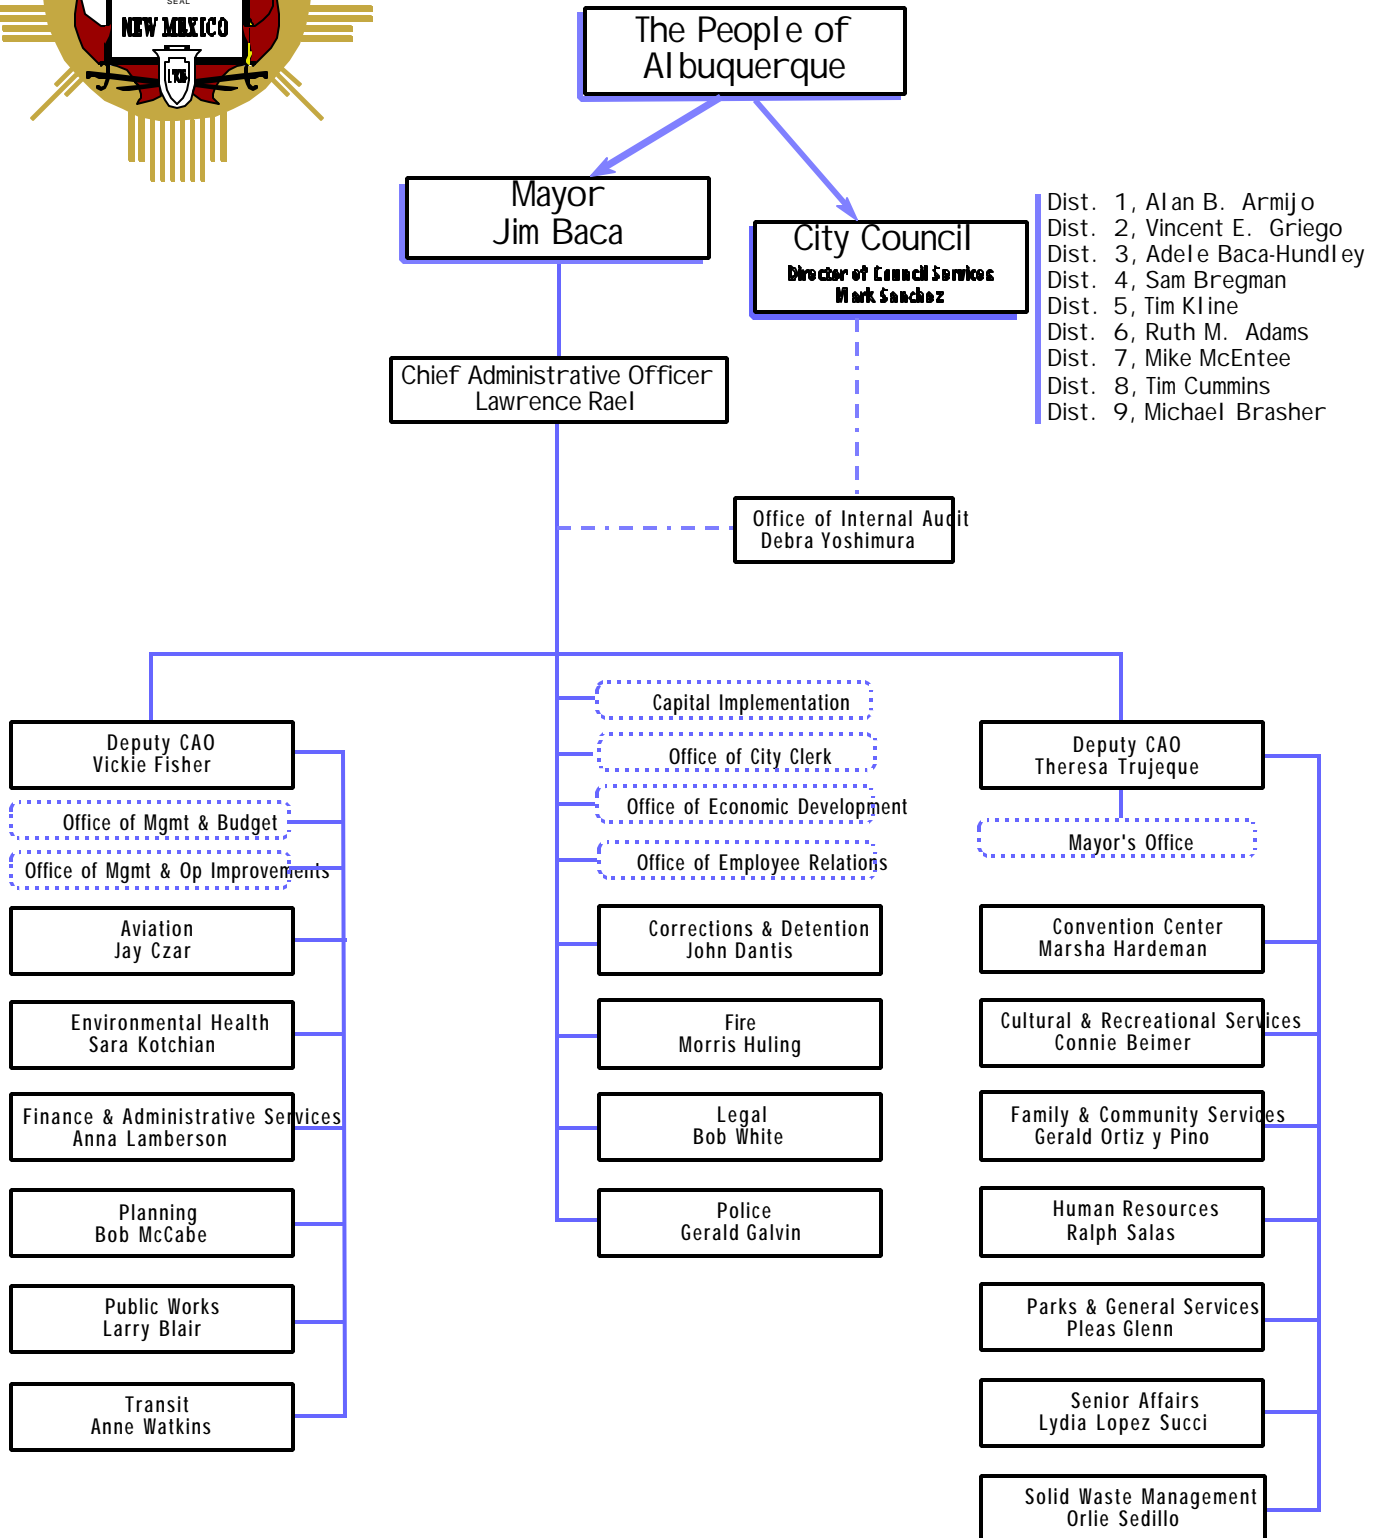 SEAL
NEW MEXICO
1706
The People of
Albuquerque
Mayor
Jim Baca
City Council
Director of Council Services
Mark Sanchez
Dist. 1, Alan B. Armijo
Dist. 2, Vincent E. Griego
Dist. 3, Adele Baca-Hundley
Dist. 4, Sam Bregman
Dist. 5, Tim Kline
Dist. 6, Ruth M. Adams
Dist. 7, Mike McEntee
Dist. 8, Tim Cummins
Dist. 9, Michael Brasher
Chief Administrative Officer
Lawrence Rael
Office of Internal Audit
Debra Yoshimura
Deputy CAO
Vickie Fisher
Office of Mgmt & Budget
Office of Mgmt & Op Improvements
Aviation
Jay Czar
Environmental Health
Sara Kotchian
Finance & Administrative Services
Anna Lamberson
Planning
Bob McCabe
Public Works
Larry Blair
Transit
Anne Watkins
Capital Implementation
Office of City Clerk
Office of Economic Development
Office of Employee Relations
Corrections & Detention
John Dantis
Fire
Morris Huling
Legal
Bob White
Police
Gerald Galvin
Deputy CAO
Theresa Trujeque
Mayor's Office
Convention Center
Marsha Hardeman
Cultural & Recreational Services
Connie Beimer
Family & Community Services
Gerald Ortiz y Pino
Human Resources
Ralph Salas
Parks & General Services
Pleas Glenn
Senior Affairs
Lydia Lopez Succi
Solid Waste Management
Orlie Sedillo